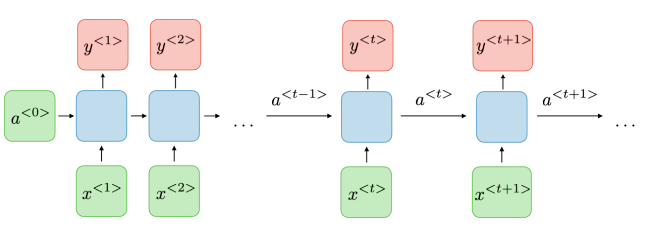 y^{<1>} y^{<2>} y^{<t>} y^{<t+1>}
a^{<0>} ... a^{<t-1>} a^{<t>} a^{<t+1>} ...
x^{<1>} x^{<2>} x^{<t>} x^{<t+1>}